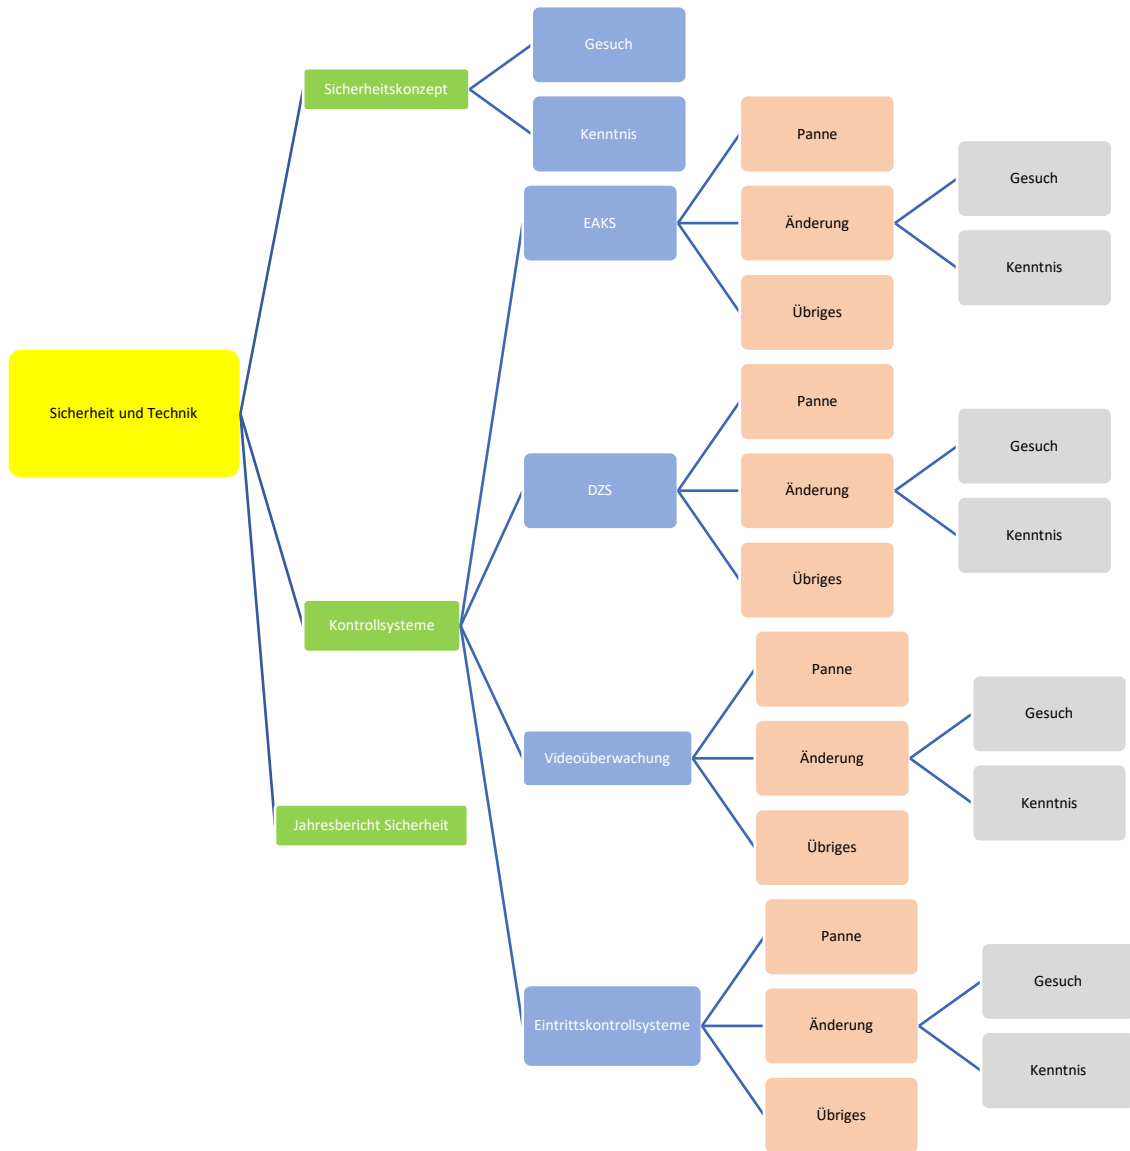 Sicherheit und Technik
Sicherheitskonzept
Gesuch
Kenntnis
Kontrollsysteme
EAKS
Panne
Änderung
Gesuch
Kenntnis
Übriges
DZS
Panne
Änderung
Gesuch
Kenntnis
Übriges
Videoüberwachung
Panne
Änderung
Gesuch
Kenntnis
Übriges
Eintrittskontrollsysteme
Panne
Änderung
Gesuch
Kenntnis
Übriges
Jahresbericht Sicherheit